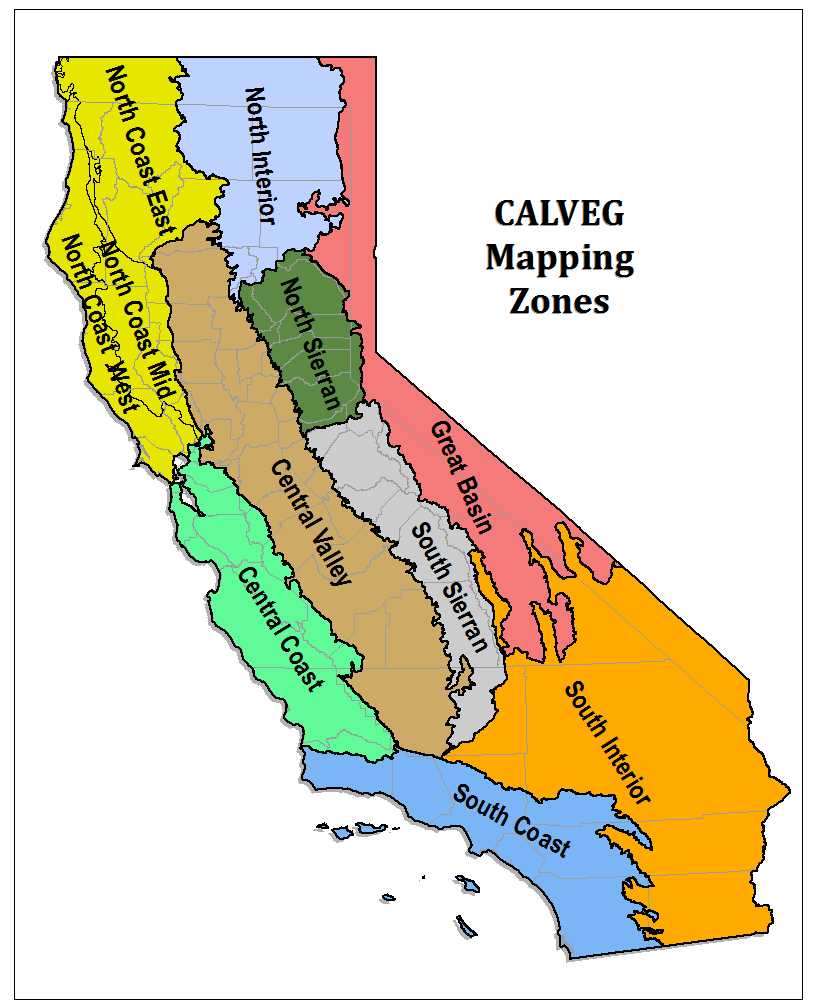 CALVEG
Mapping
Zones
North Coast East
North Interior
North Coast Mid
North Coast West
North Sierran
Great Basin
Central Valley
South Sierran
Central Coast
South Interior
South Coast